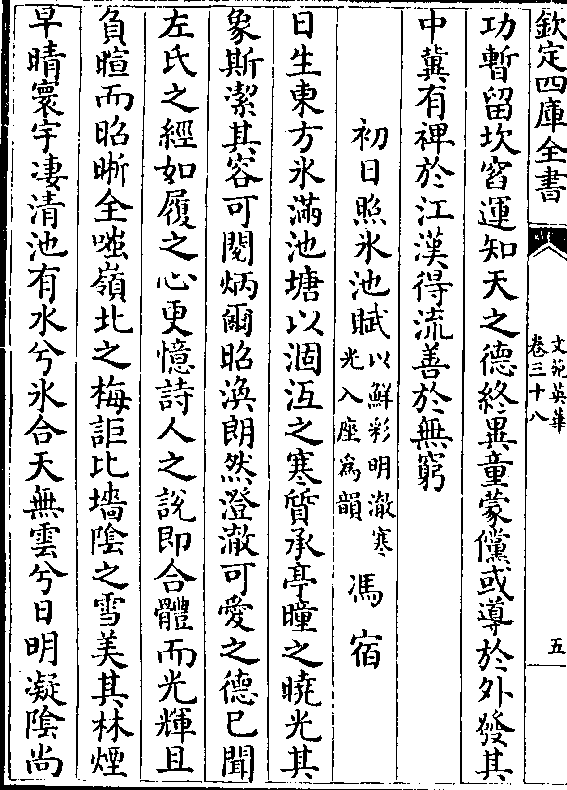 欽定四庫全書
文苑英華
卷三十八
五
功暫留坎窞運知天之德終異童蒙儻或導於外發其
中冀有裨於江漢得流善於無窮
初日照氷池賦以鮮彩明澈寒
光入座爲韻
馮宿
日生東方氷滿池塘以涸沍之寒質承亭曈之曉光其
象斯潔其容可閱炳爾昭渙朗然澄澈可愛之德已聞
左氏之經如履之心更憶詩人之說即合體而光輝且
負暄而昭晰全嗤嶺北之梅詎比墻陰之雪美其林煙
早晴寰宇凄清池有水兮氷合天無雲兮日明凝陰尚